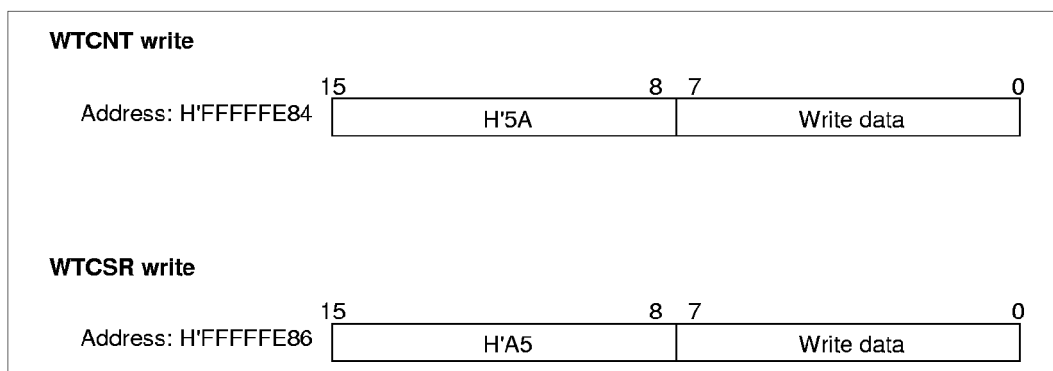 WTCNT write
15 8 7 0
Address: H'FFFFFE84 H'5A Write data
WTCSR write
15 8 7 0
Address: H'FFFFFE86 H'A5 Write data